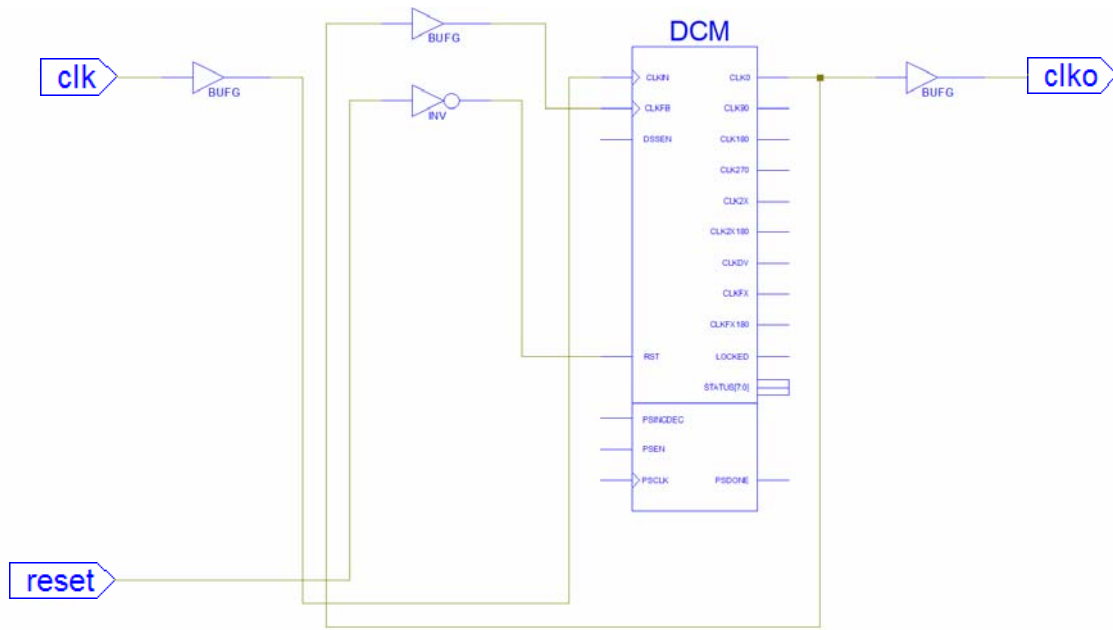 DCM
clk
BUFG
BUFG
INV
CLKIN
CLKFB
DSSEN
RST
PSINCDEC
PSEN
PSCLK
CLK0
CLK90
CLK180
CLK270
CLK2X
CLK2X180
CLKDV
CLKFX
CLKFX180
LOCKED
STATUS[7:0]
PSDONE
BUFG
clko
reset